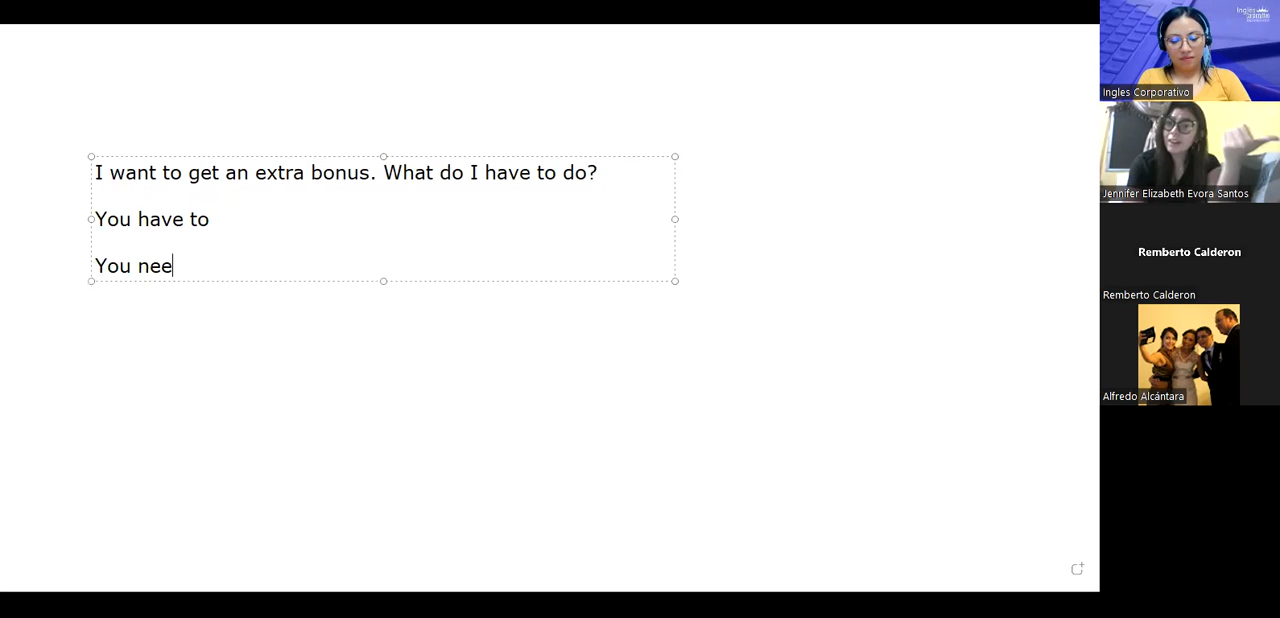 I want to get an extra bonus. What do I have to do?
You have to
You nee
Ingles
Ingles Corporativo
Jennifer Elizabeth Evora Santos
Remberto Calderon
Remberto Calderon
Alfredo Alcántara